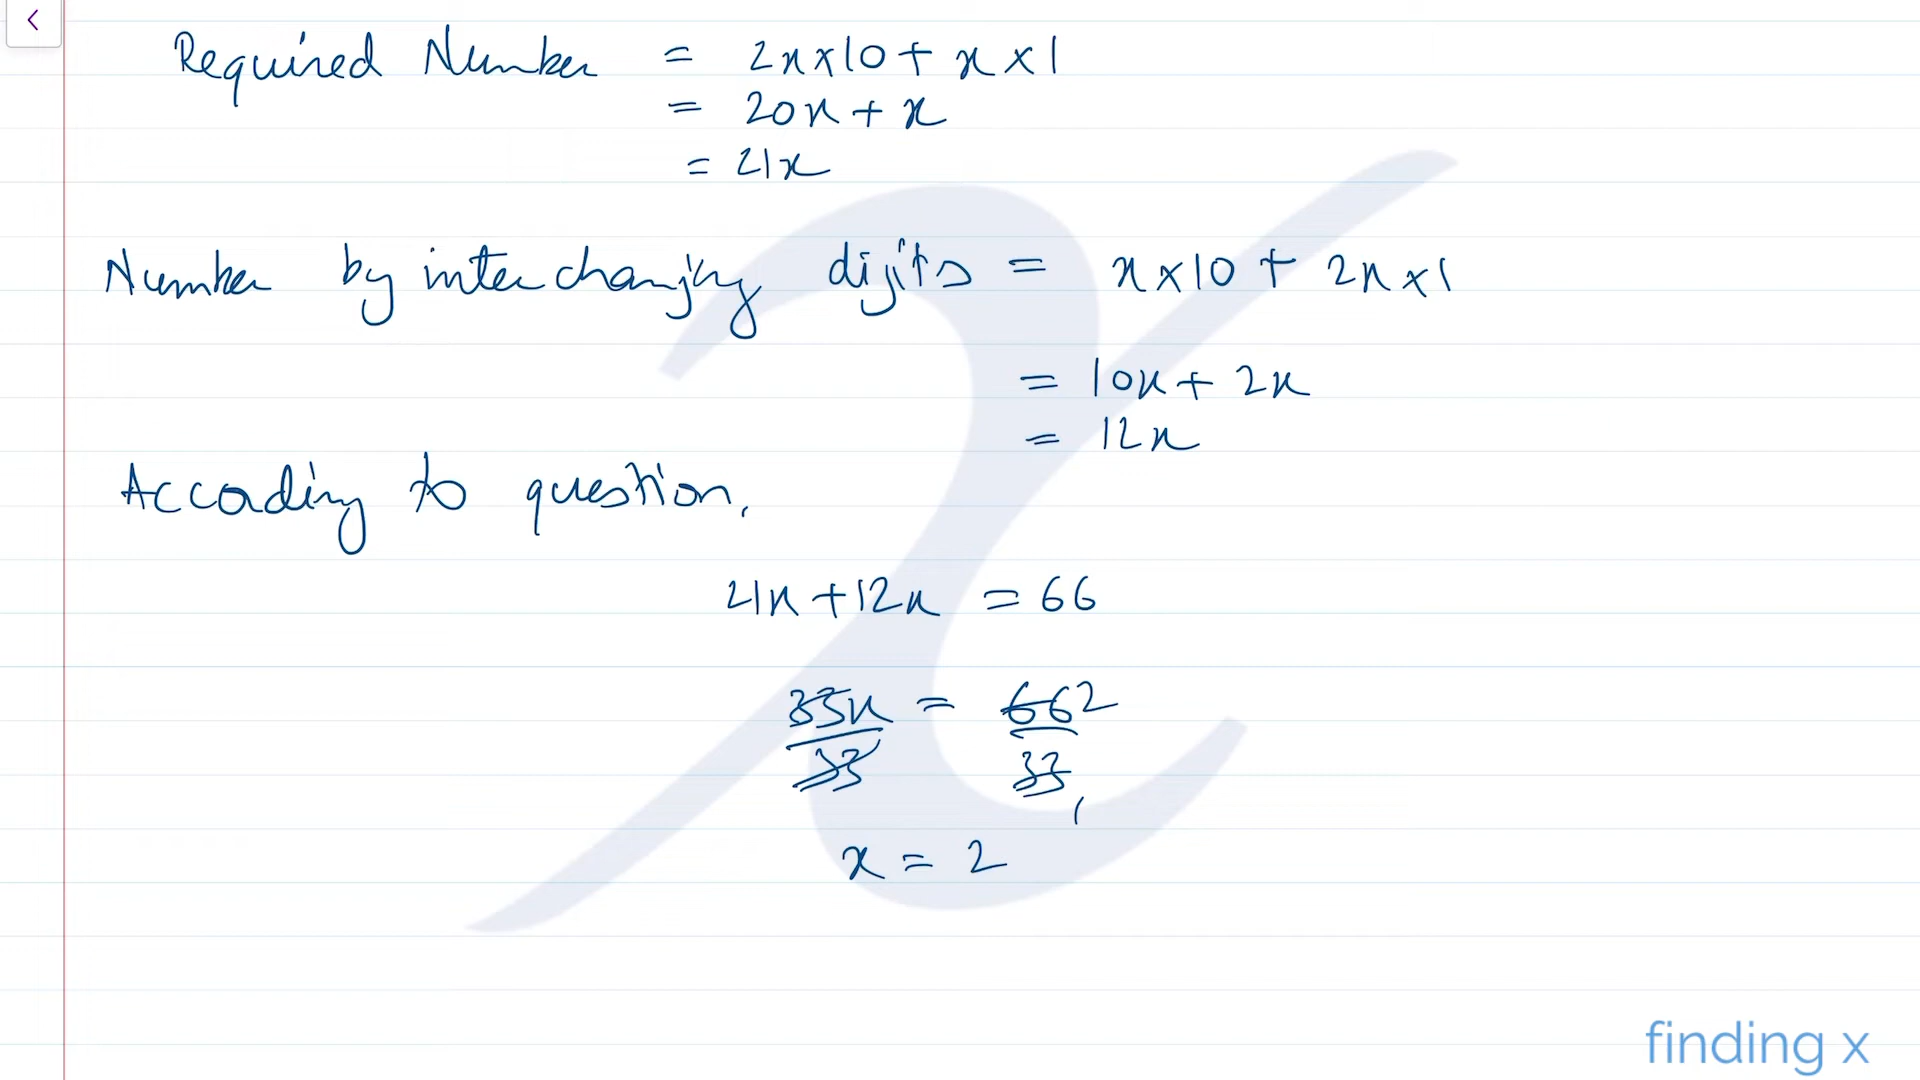 Required Number = 2x×10 + x×1
= 20x + x
= 21x
Number by interchanging digits = x×10 + 2x×1
= 10x + 2x
= 12x
According to question,
21x + 12x = 66
33x = 66 2
33 33
1
x = 2
finding x